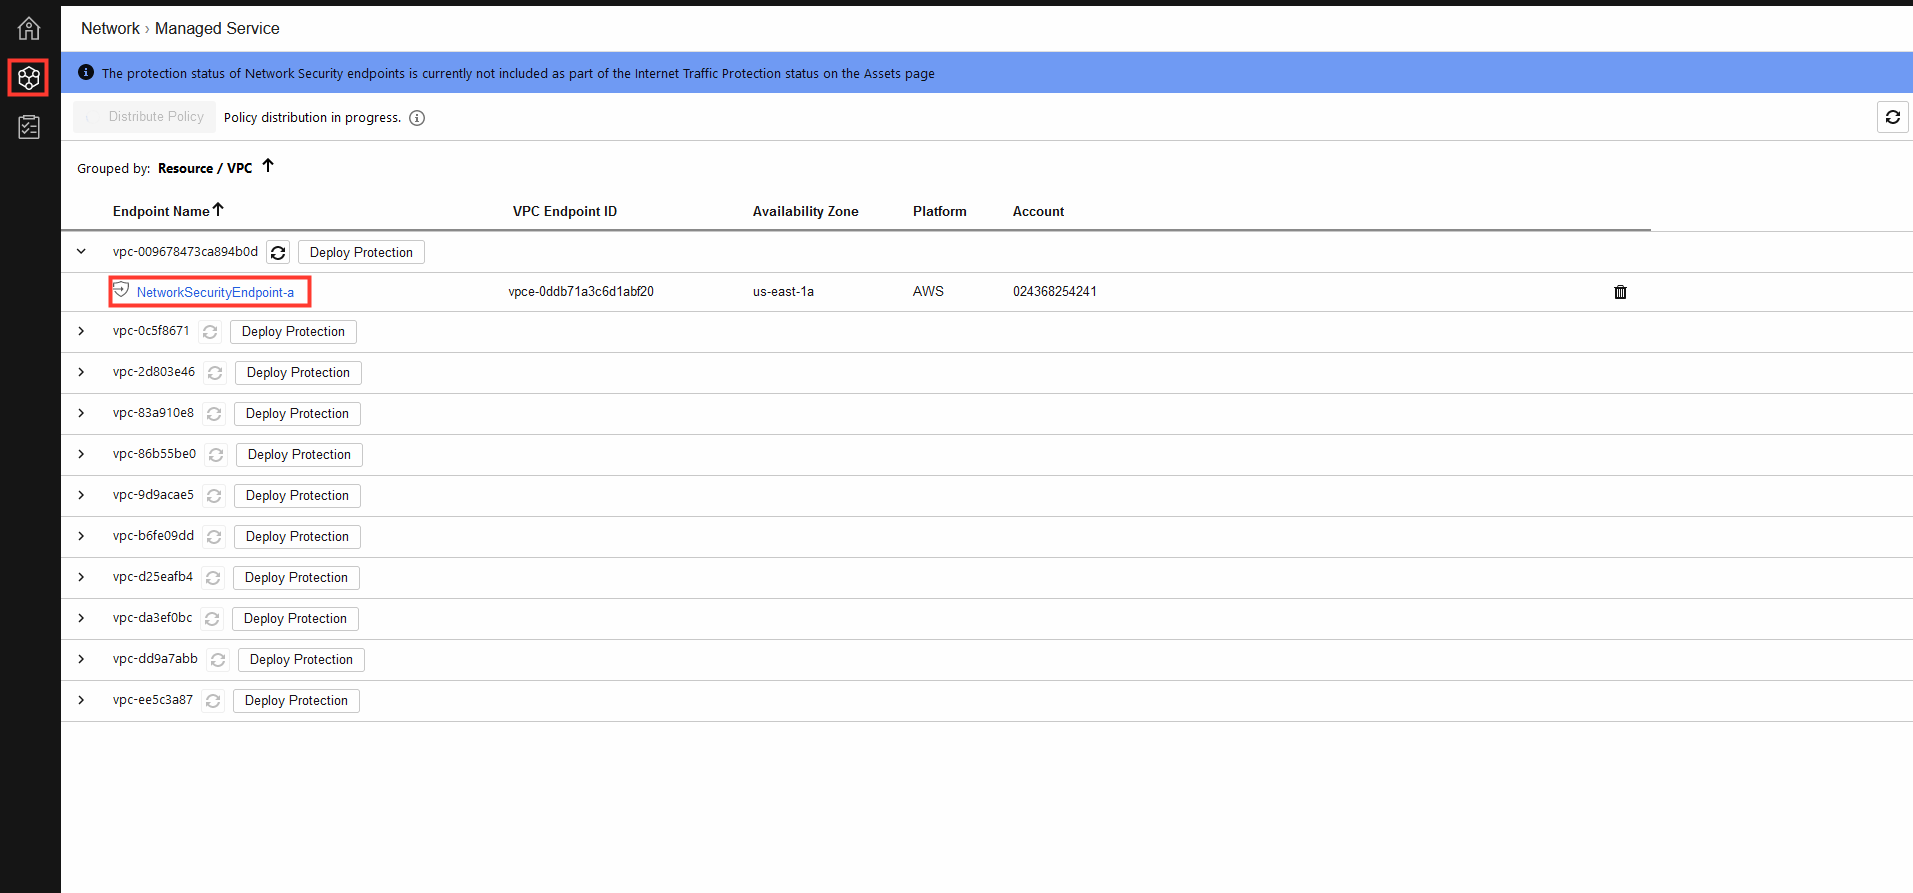 Network › Managed Service
The protection status of Network Security endpoints is currently not included as part of the Internet Traffic Protection status on the Assets page
Distribute Policy Policy distribution in progress.
Grouped by: Resource / VPC
Endpoint Name VPC Endpoint ID Availability Zone Platform Account
vpc-009678473ca894b0d Deploy Protection
NetworkSecurityEndpoint-a vpce-0ddb71a3c6d1abf20 us-east-1a AWS 024368254241
vpc-0c5f8671 Deploy Protection
vpc-2d803e46 Deploy Protection
vpc-83a910e8 Deploy Protection
vpc-86b55be0 Deploy Protection
vpc-9d9acae5 Deploy Protection
vpc-b6fe09dd Deploy Protection
vpc-d25eafb4 Deploy Protection
vpc-da3ef0bc Deploy Protection
vpc-dd9a7abb Deploy Protection
vpc-ee5c3a87 Deploy Protection